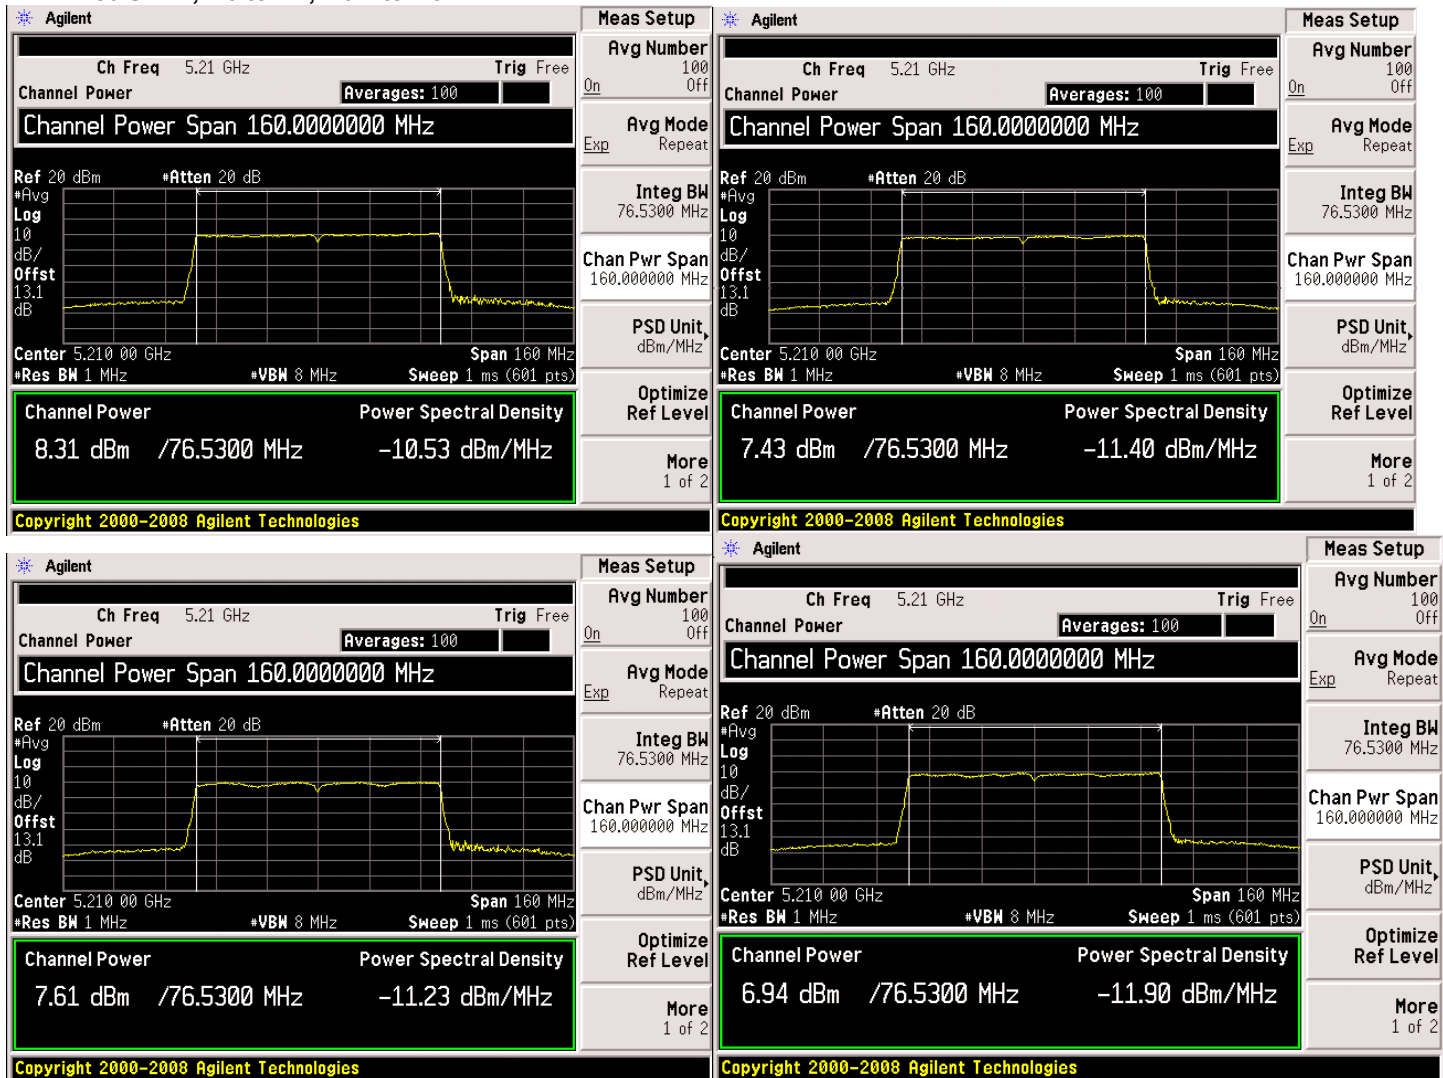 Agilent
Meas Setup
Ch Freq 5.21 GHz Trig Free
Channel Power Averages: 100
Channel Power Span 160.0000000 MHz
Ref 20 dBm #Atten 20 dB
#Avg
Log
10
dB/
Offst
13.1
dB
Center 5.210 00 GHz Span 160 MHz
#Res BW 1 MHz #VBW 8 MHz Sweep 1 ms (601 pts)
Channel Power Power Spectral Density
8.31 dBm /76.5300 MHz -10.53 dBm/MHz
Copyright 2000-2008 Agilent Technologies
Avg Number
100
On Off
Avg Mode
Exp Repeat
Integ BW
76.5300 MHz
Chan Pwr Span
160.000000 MHz
PSD Unit
dBm/MHz
Optimize
Ref Level
More
1 of 2
Agilent
Meas Setup
Ch Freq 5.21 GHz Trig Free
Channel Power Averages: 100
Channel Power Span 160.0000000 MHz
Ref 20 dBm #Atten 20 dB
#Avg
Log
10
dB/
Offst
13.1
dB
Center 5.210 00 GHz Span 160 MHz
#Res BW 1 MHz #VBW 8 MHz Sweep 1 ms (601 pts)
Channel Power Power Spectral Density
7.43 dBm /76.5300 MHz -11.40 dBm/MHz
Copyright 2000-2008 Agilent Technologies
Avg Number
100
On Off
Avg Mode
Exp Repeat
Integ BW
76.5300 MHz
Chan Pwr Span
160.000000 MHz
PSD Unit
dBm/MHz
Optimize
Ref Level
More
1 of 2
Agilent
Meas Setup
Ch Freq 5.21 GHz Trig Free
Channel Power Averages: 100
Channel Power Span 160.0000000 MHz
Ref 20 dBm #Atten 20 dB
#Avg
Log
10
dB/
Offst
13.1
dB
Center 5.210 00 GHz Span 160 MHz
#Res BW 1 MHz #VBW 8 MHz Sweep 1 ms (601 pts)
Channel Power Power Spectral Density
7.61 dBm /76.5300 MHz -11.23 dBm/MHz
Copyright 2000-2008 Agilent Technologies
Avg Number
100
On Off
Avg Mode
Exp Repeat
Integ BW
76.5300 MHz
Chan Pwr Span
160.000000 MHz
PSD Unit
dBm/MHz
Optimize
Ref Level
More
1 of 2
Agilent
Meas Setup
Ch Freq 5.21 GHz Trig Free
Channel Power Averages: 100
Channel Power Span 160.0000000 MHz
Ref 20 dBm #Atten 20 dB
#Avg
Log
10
dB/
Offst
13.1
dB
Center 5.210 00 GHz Span 160 MHz
#Res BW 1 MHz #VBW 8 MHz Sweep 1 ms (601 pts)
Channel Power Power Spectral Density
6.94 dBm /76.5300 MHz -11.90 dBm/MHz
Copyright 2000-2008 Agilent Technologies
Avg Number
100
On Off
Avg Mode
Exp Repeat
Integ BW
76.5300 MHz
Chan Pwr Span
160.000000 MHz
PSD Unit
dBm/MHz
Optimize
Ref Level
More
1 of 2